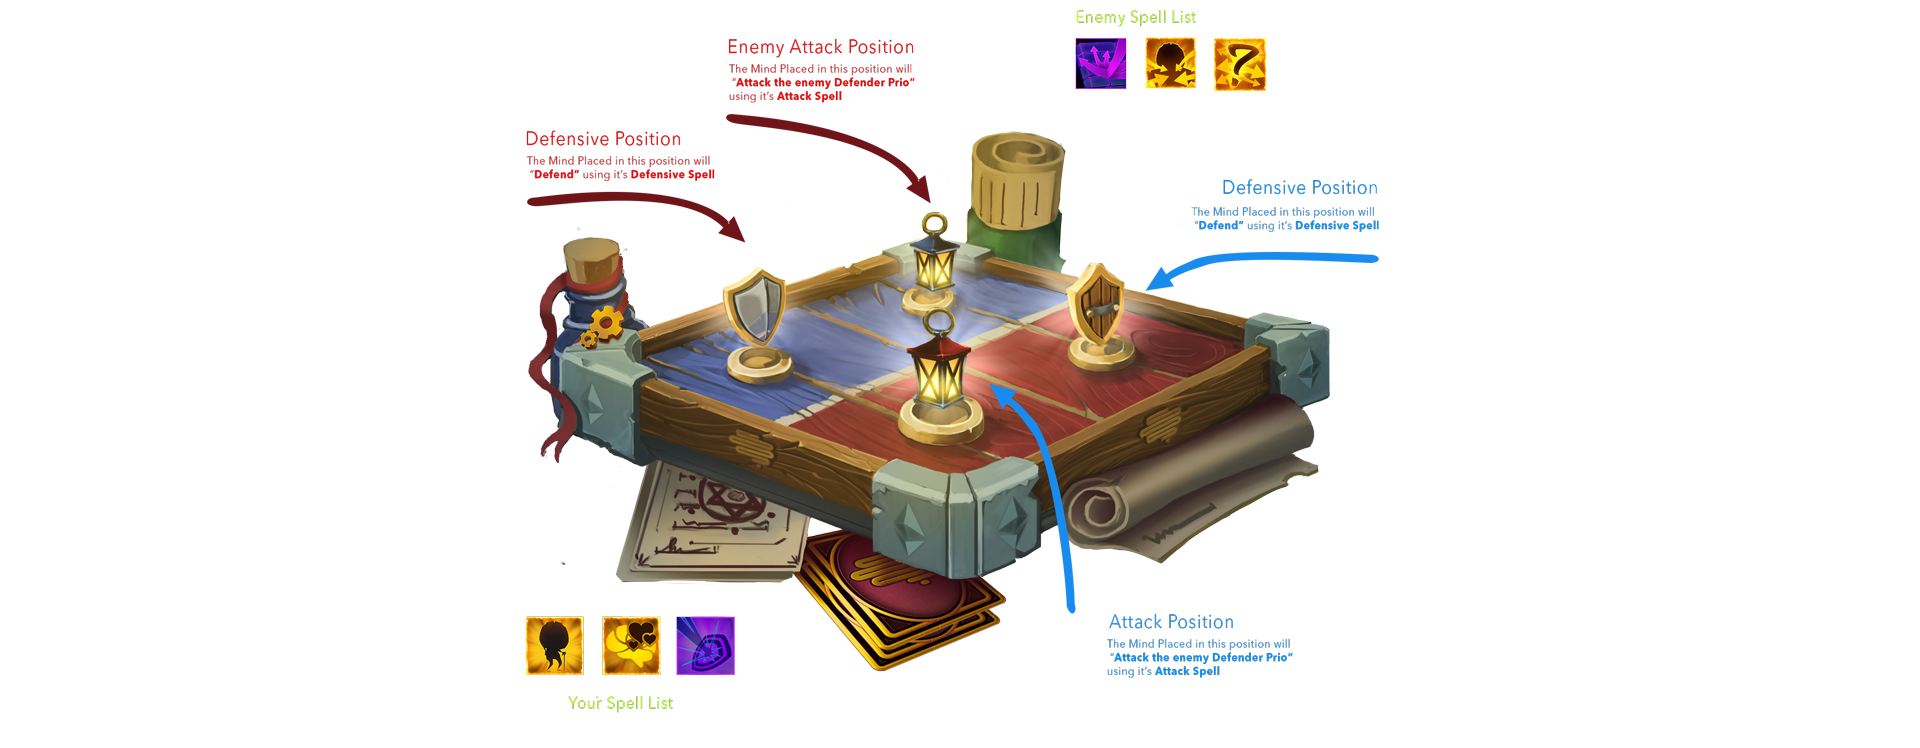 Enemy Spell List
Enemy Attack Position
The Mind Placed in this position will
“Attack the enemy Defender Prio”
using it's Attack Spell
Defensive Position
The Mind Placed in this position will
“Defend” using it's Defensive Spell
Defensive Position
The Mind Placed in this position will
“Defend” using it's Defensive Spell
Attack Position
The Mind Placed in this position will
“Attack the enemy Defender Prio”
using it's Attack Spell
Your Spell List